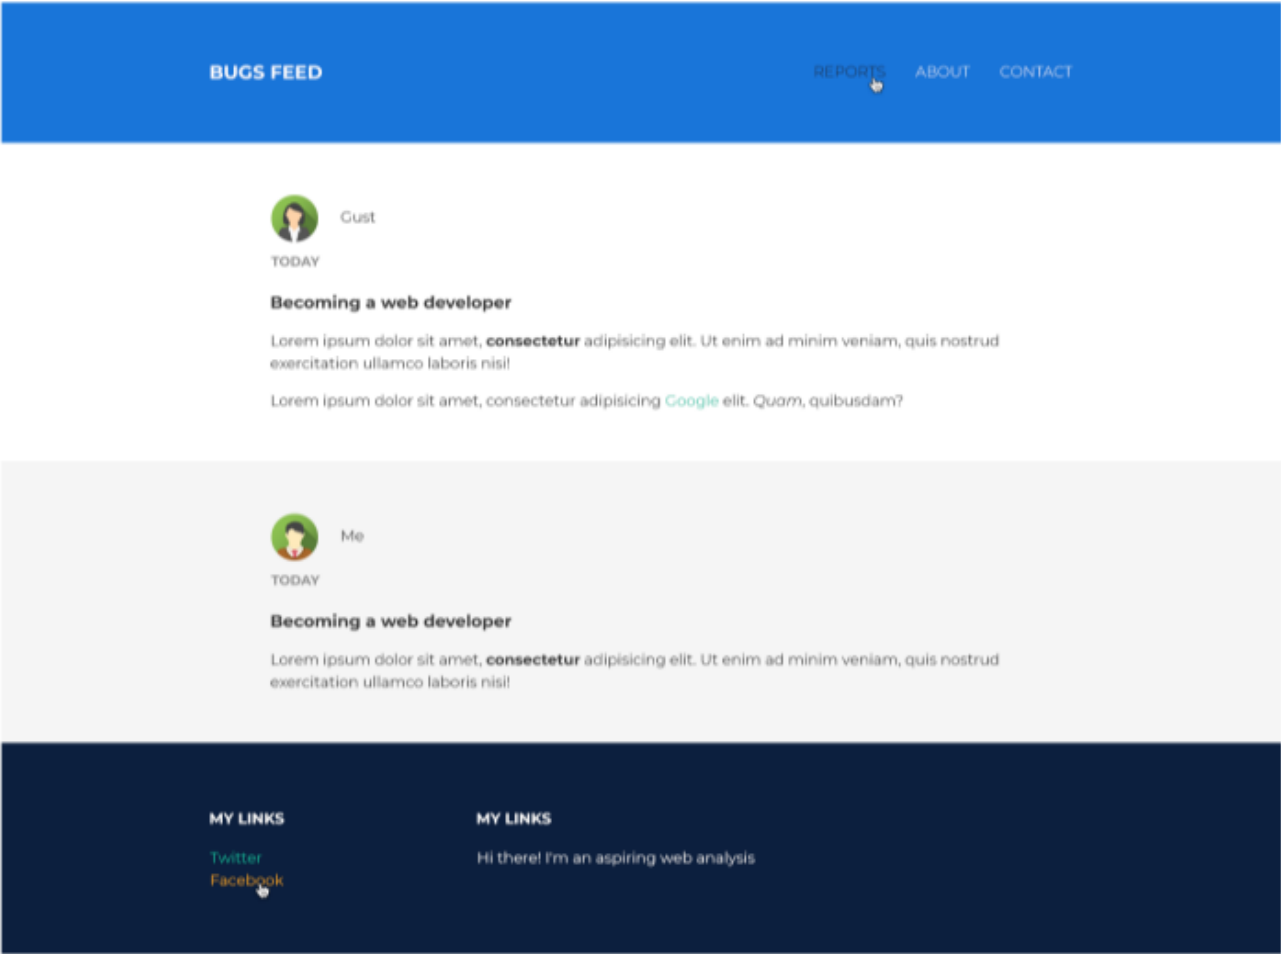 BUGS FEED
REPORTS ABOUT CONTACT
Gust
TODAY
Becoming a web developer
Lorem ipsum dolor sit amet, consectetur adipisicing elit. Ut enim ad minim veniam, quis nostrud
exercitation ullamco laboris nisi!
Lorem ipsum dolor sit amet, consectetur adipisicing Google elit. Quam, quibusdam?
Me
TODAY
Becoming a web developer
Lorem ipsum dolor sit amet, consectetur adipisicing elit. Ut enim ad minim veniam, quis nostrud
exercitation ullamco laboris nisi!
MY LINKS
Twitter
Facebook
MY LINKS
Hi there! I'm an aspiring web analysis